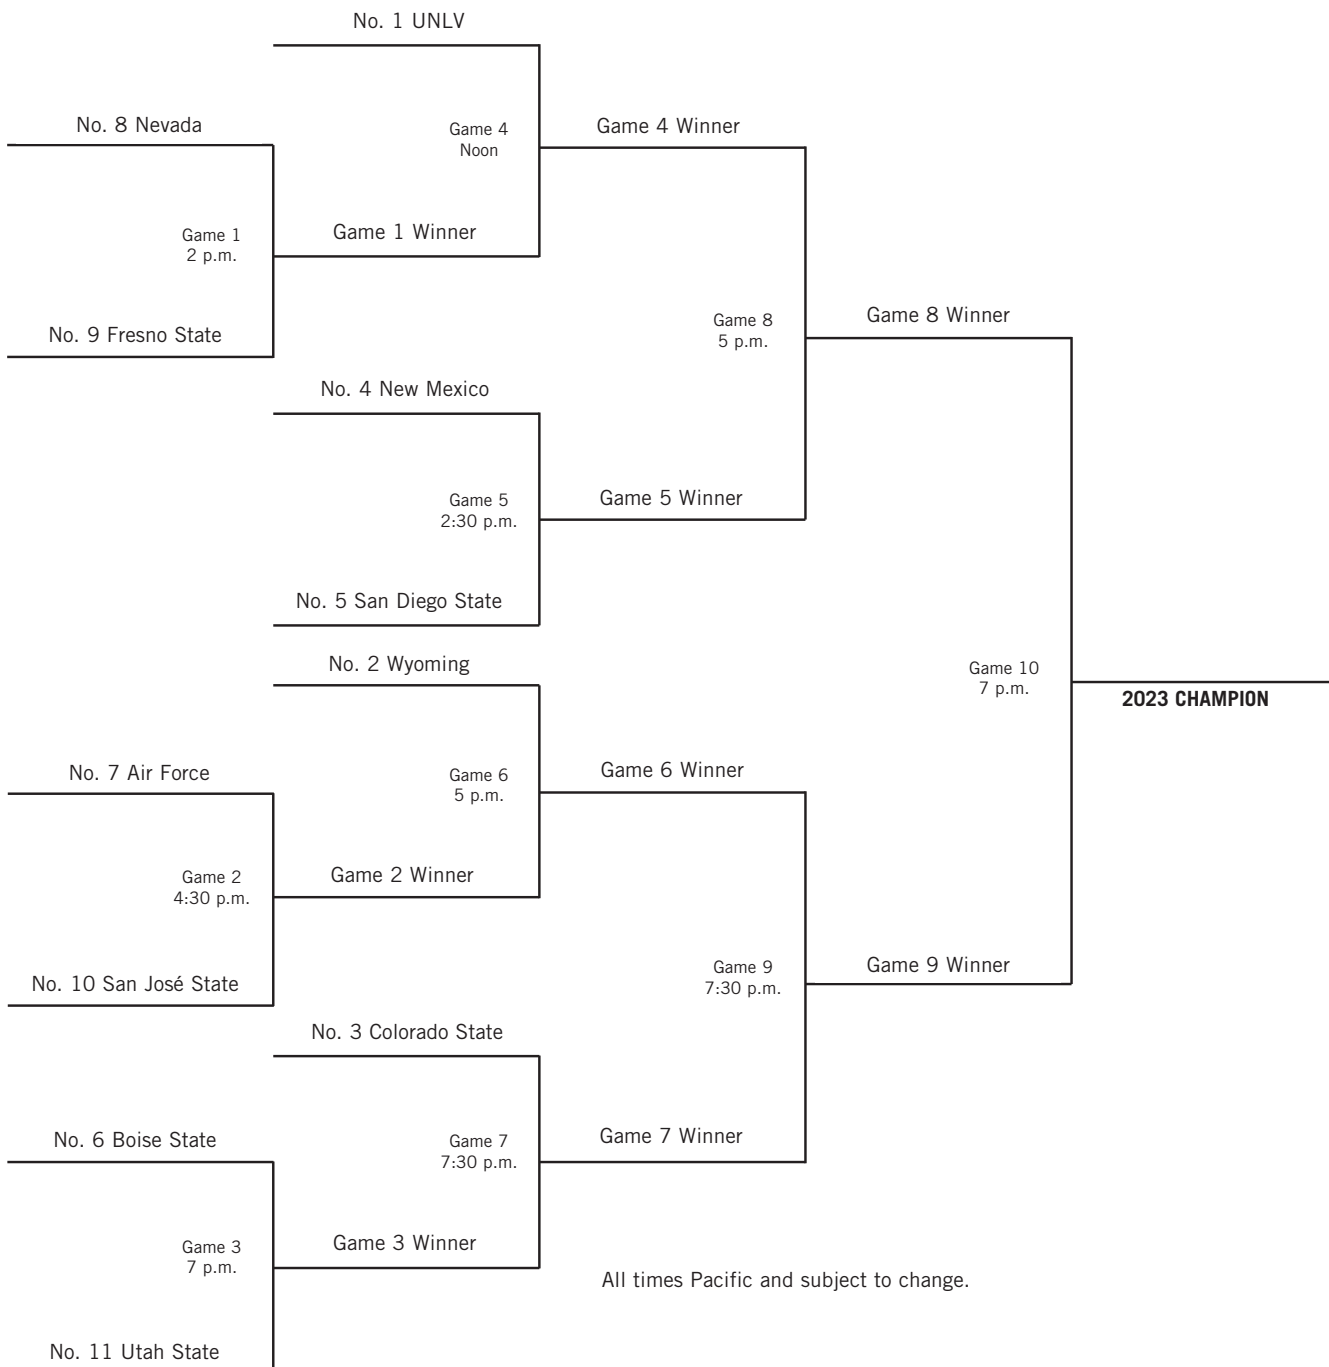 No. 1 UNLV
No. 8 Nevada
Game 4
Noon
Game 4 Winner
Game 1
2 p.m.
Game 1 Winner
No. 9 Fresno State
Game 8
5 p.m.
Game 8 Winner
No. 4 New Mexico
Game 5
2:30 p.m.
Game 5 Winner
No. 5 San Diego State
No. 2 Wyoming
Game 10
7 p.m.
2023 CHAMPION
No. 7 Air Force
Game 6
5 p.m.
Game 6 Winner
Game 2
4:30 p.m.
Game 2 Winner
No. 10 San José State
Game 9
7:30 p.m.
Game 9 Winner
No. 3 Colorado State
No. 6 Boise State
Game 7
7:30 p.m.
Game 7 Winner
Game 3
7 p.m.
Game 3 Winner
All times Pacific and subject to change.
No. 11 Utah State